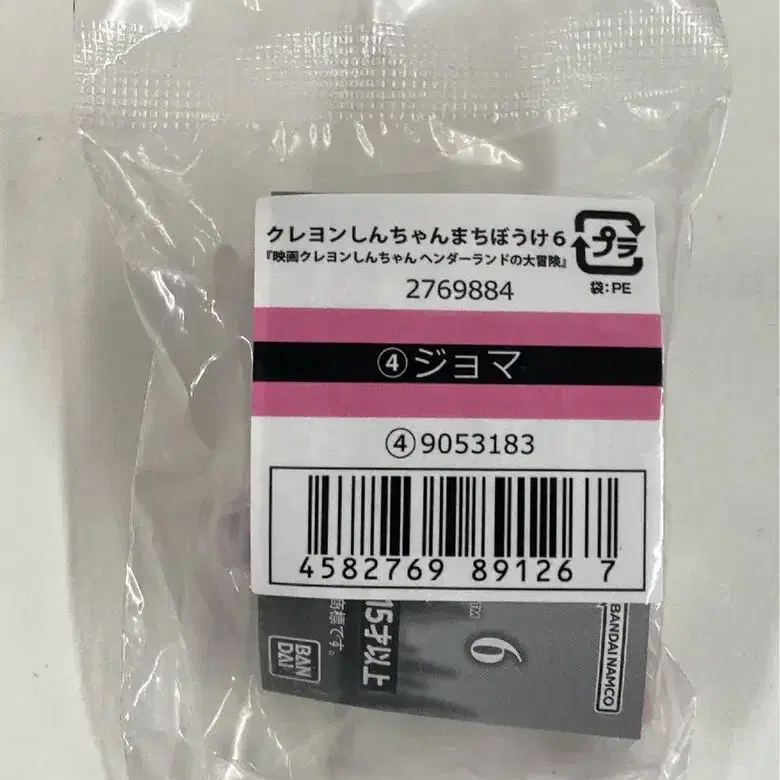 クレヨンしんちゃんまちぼうけ6
『映画クレヨンしんちゃん ヘンダーランドの大冒険』
プラ
袋:PE
2769884
④ジョマ
④9053183
4582769 89126 7
15才以上
です。
6
BAN
DAI
BANDAI NAMCO